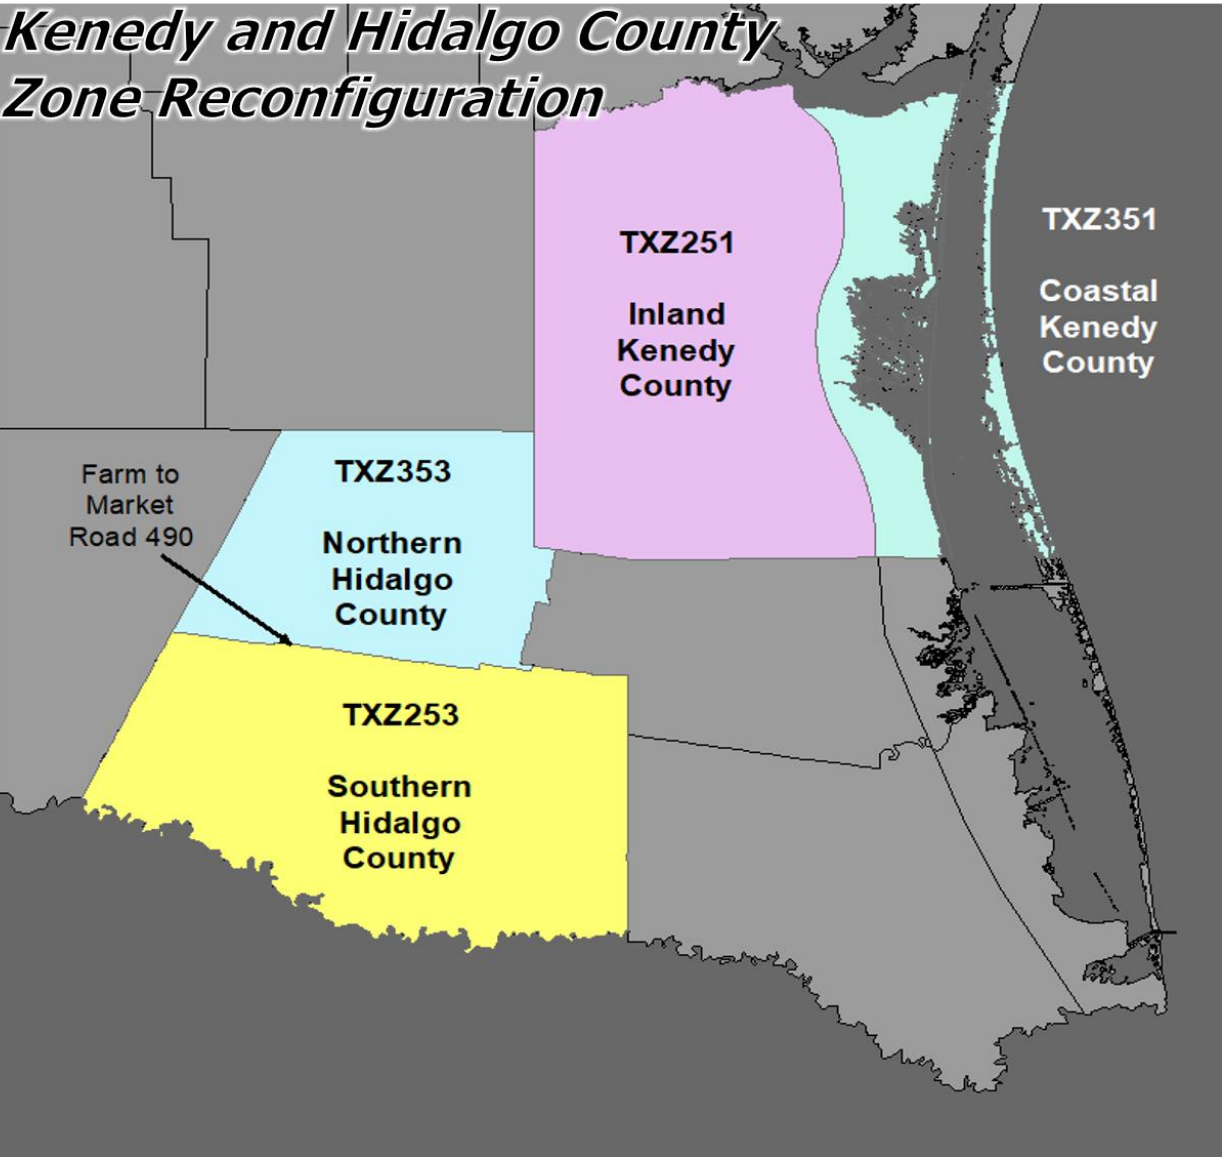 Kenedy and Hidalgo County
Zone Reconfiguration
TXZ251
Inland
Kenedy
County
TXZ351
Coastal
Kenedy
County
Farm to
Market
Road 490
TXZ353
Northern
Hidalgo
County
TXZ253
Southern
Hidalgo
County